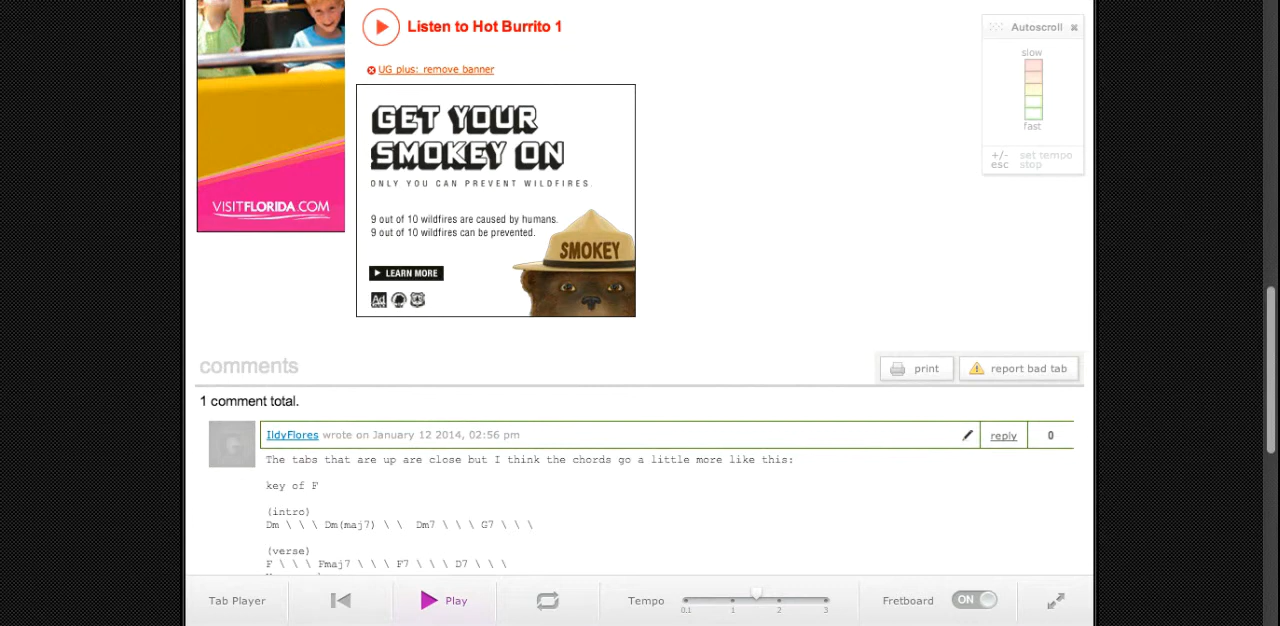 Listen to Hot Burrito 1
Autoscroll
slow
fast
+/- set tempo
esc stop
UG plus: remove banner
GET YOUR
SMOKEY ON
ONLY YOU CAN PREVENT WILDFIRES.
9 out of 10 wildfires are caused by humans.
9 out of 10 wildfires can be prevented.
SMOKEY
LEARN MORE
Ad
VISITFLORIDA.COM
comments
print
report bad tab
1 comment total.
G
IldyFlores wrote on January 12 2014, 02:56 pm
reply
0
The tabs that are up are close but I think the chords go a little more like this:
key of F
(intro)
Dm \ \ \ Dm(maj7) \ \  Dm7 \ \ \ G7 \ \ \
(verse)
F \ \ \ Fmaj7 \ \ \ F7 \ \ \ D7 \ \ \
Tab Player
Play
Tempo
0.1 1 2 3
Fretboard
ON